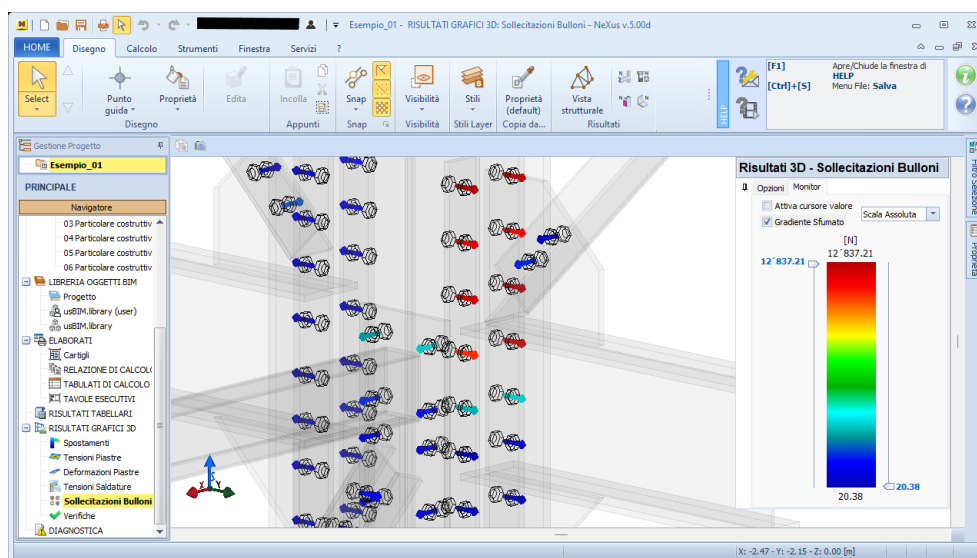 Esempio_01 - RISULTATI GRAFICI 3D: Sollecitazioni Bulloni - NeXus v.5.00d
HOME Disegno Calcolo Strumenti Finestra Servizi ?
Select
Punto guida
Proprietà
Disegno
Edita
Incolla
Appunti
Snap
Snap
Visibilità
Visibilità
Stili
Stili Layer
Proprietà (default)
Copia da...
Vista strutturale
Risultati
HELP
[F1] Apre/Chiude la finestra di HELP
[Ctrl]+[S] Menu File: Salva
Gestione Progetto
Esempio_01
PRINCIPALE
Navigatore
03 Particolare costruttiv
04 Particolare costruttiv
05 Particolare costruttiv
06 Particolare costruttiv
LIBRERIA OGGETTI BIM
Progetto
usBIM.library (user)
usBIM.library
ELABORATI
Cartigli
RELAZIONE DI CALCOL
TABULATI DI CALCOLO
TAVOLE ESECUTIVI
RISULTATI TABELLARI
RISULTATI GRAFICI 3D
Spostamenti
Tensioni Piastre
Deformazioni Piastre
Tensioni Saldature
Sollecitazioni Bulloni
Verifiche
DIAGNOSTICA
X Y
Risultati 3D - Sollecitazioni Bulloni
Opzioni Monitor
Attiva cursore valore
Gradiente Sfumato
Scala Assoluta
[N]
12´837.21
12´837.21
20.38
20.38
Filtro Selezione
Proprietà
X: -2.47 - Y: -2.15 - Z: 0.00 [m]